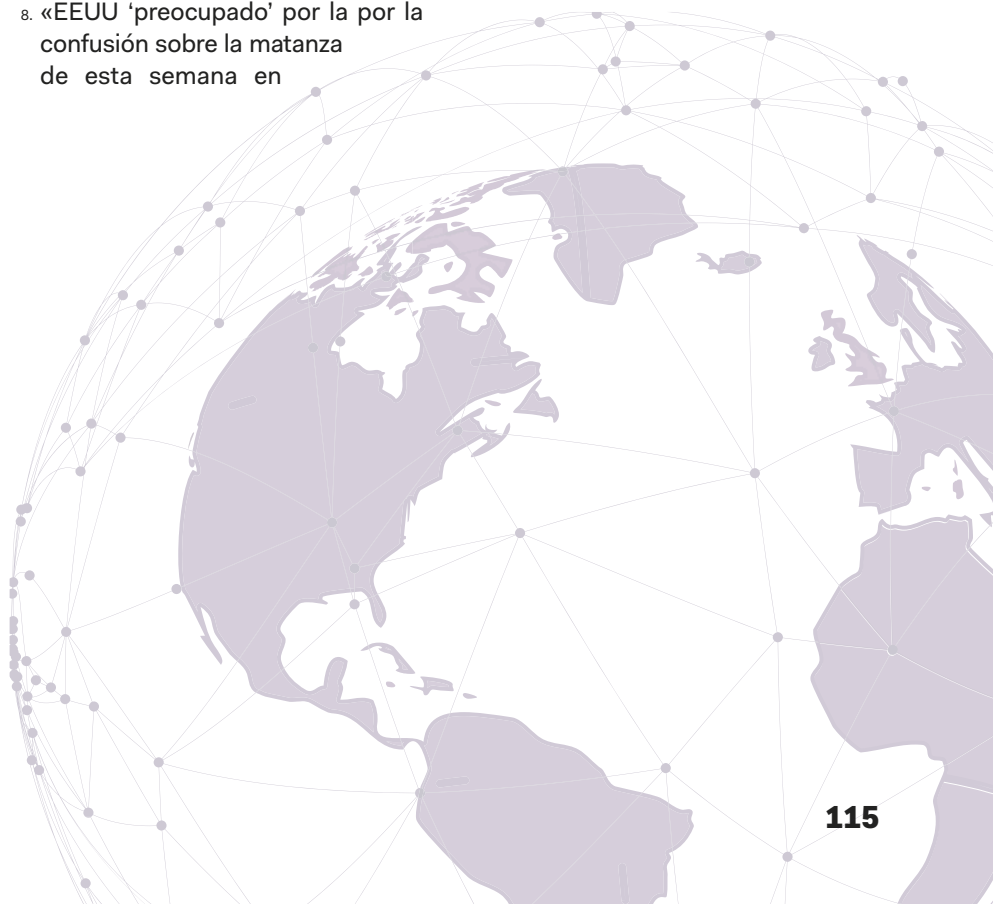 8. «EEUU ‘preocupado’ por la por la
confusión sobre la matanza
de esta semana en
115